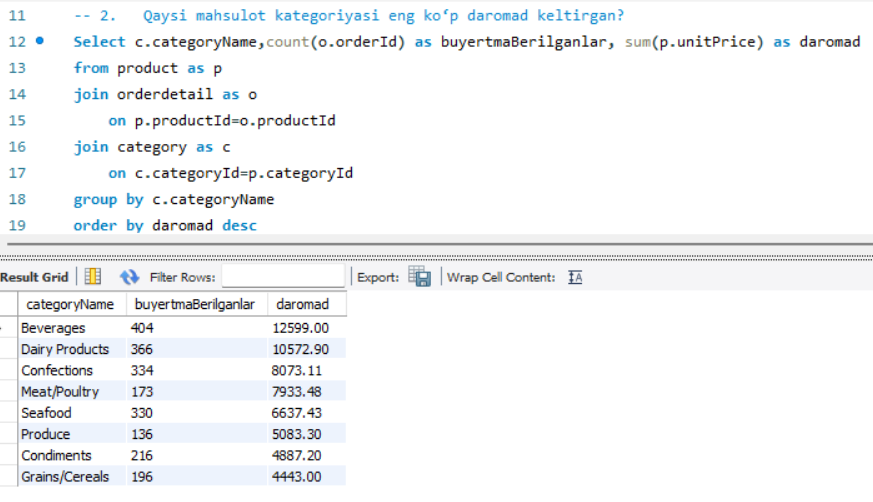 11 -- 2. Qaysi mahsulot kategoriyasi eng ko‘p daromad keltirgan?
12 Select c.categoryName,count(o.orderId) as buyertmaBerilganlar, sum(p.unitPrice) as daromad
13 from product as p
14 join orderdetail as o
15 on p.productId=o.productId
16 join category as c
17 on c.categoryId=p.categoryId
18 group by c.categoryName
19 order by daromad desc
Result Grid Filter Rows: Export: Wrap Cell Content:
categoryName buyertmaBerilganlar daromad
Beverages 404 12599.00
Dairy Products 366 10572.90
Confections 334 8073.11
Meat/Poultry 173 7933.48
Seafood 330 6637.43
Produce 136 5083.30
Condiments 216 4887.20
Grains/Cereals 196 4443.00